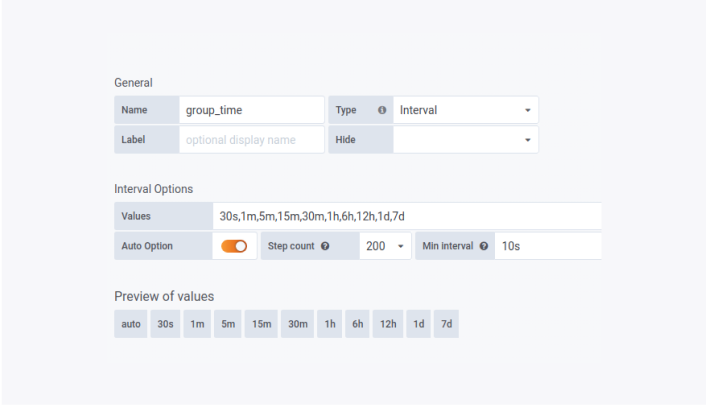 General
Name group_time Type Interval
Label optional display name Hide
Interval Options
Values 30s,1m,5m,15m,30m,1h,6h,12h,1d,7d
Auto Option Step count 200 Min interval 10s
Preview of values
auto 30s 1m 5m 15m 30m 1h 6h 12h 1d 7d